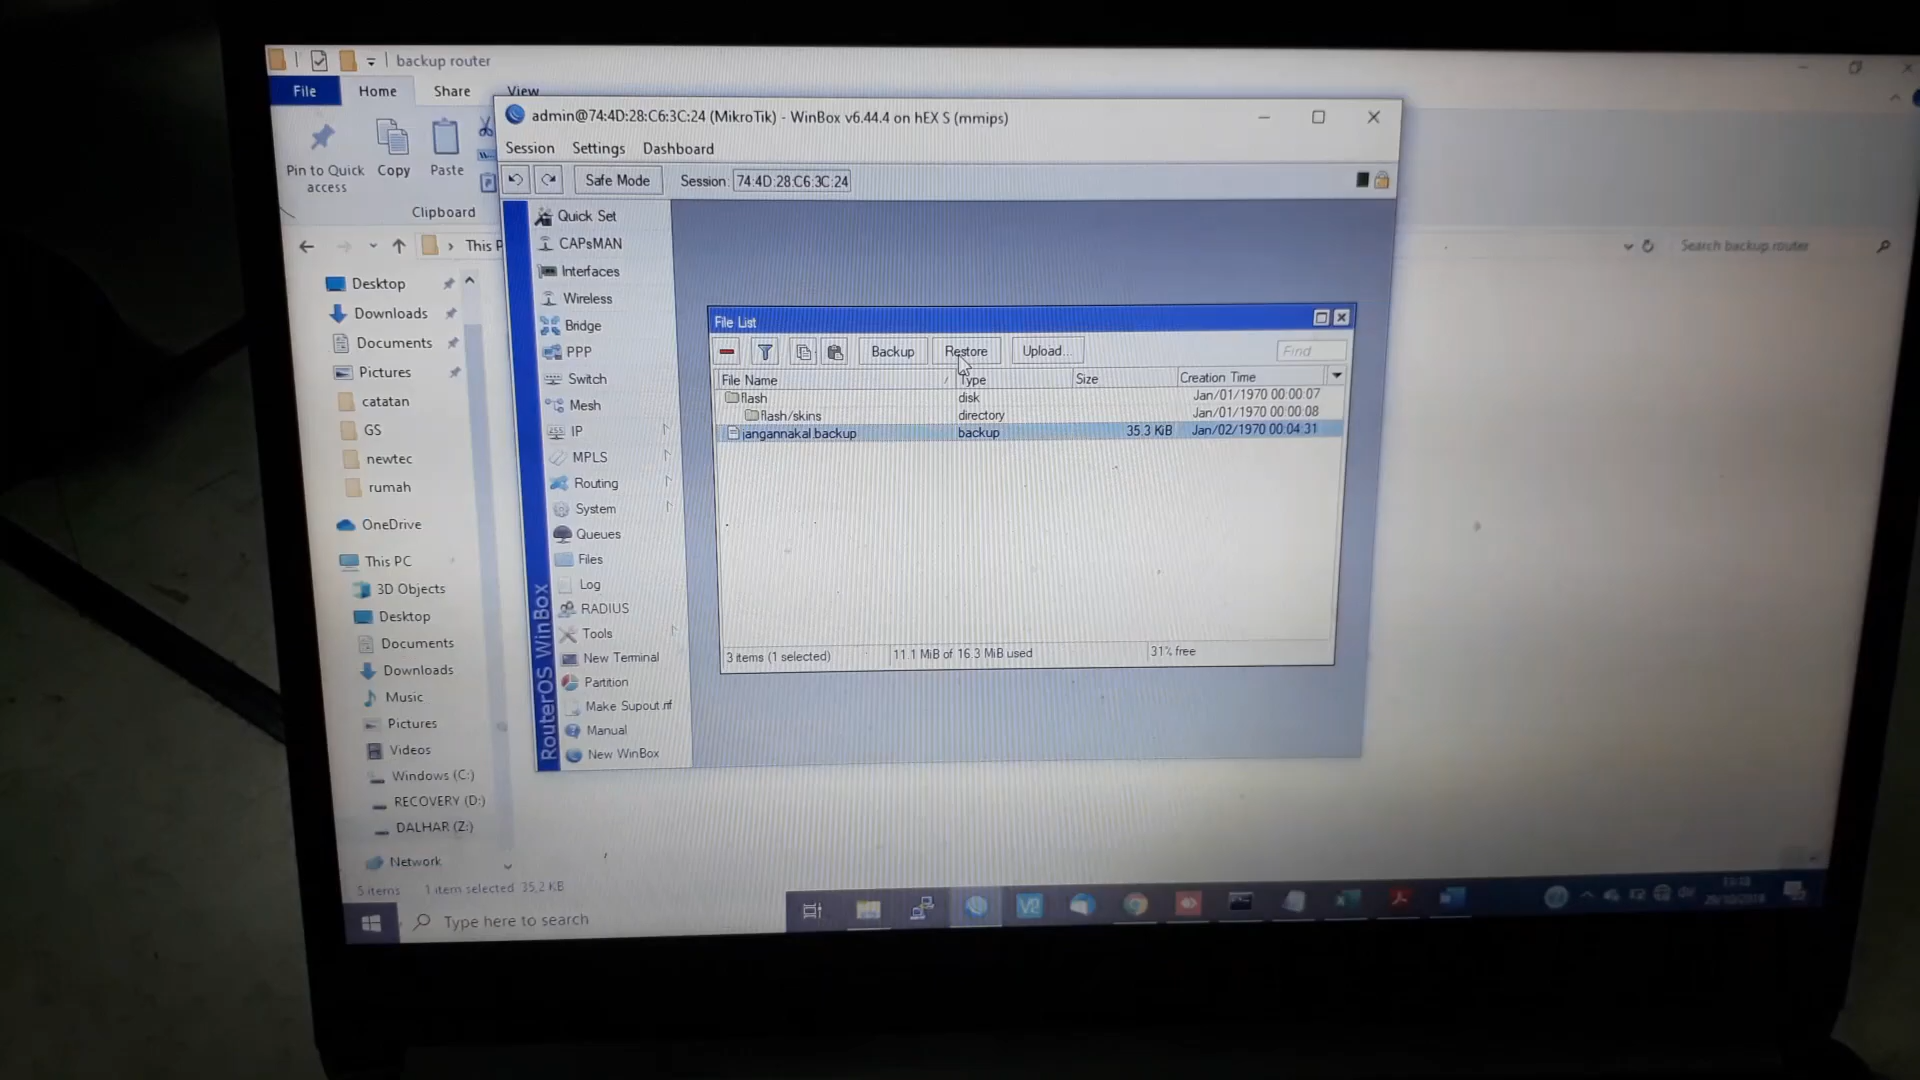 backup router
File Home Share View
Pin to Quick access
Copy
Paste
Clipboard
This P
Search backup router
Desktop
Downloads
Documents
Pictures
catatan
GS
newtec
rumah
OneDrive
This PC
3D Objects
Desktop
Documents
Downloads
Music
Pictures
Videos
Windows (C:)
RECOVERY (D:)
DALHAR (Z:)
Network
5 items 1 item selected 35,2 KB
admin@74:4D:28:C6:3C:24 (MikroTik) - WinBox v6.44.4 on hEX S (mmips)
Session Settings Dashboard
Safe Mode Session: 74:4D:28:C6:3C:24
Quick Set
CAPsMAN
Interfaces
Wireless
Bridge
PPP
Switch
Mesh
IP
MPLS
Routing
System
Queues
Files
Log
RADIUS
Tools
New Terminal
Partition
Make Supout.rif
Manual
New WinBox
RouterOS WinBox
File List
Backup Restore Upload... Find
File Name Type Size Creation Time
flash disk Jan/01/1970 00:00:07
flash/skins directory Jan/01/1970 00:00:08
jangannakal.backup backup 35.3 KiB Jan/02/1970 00:04:31
3 items (1 selected) 11.1 MiB of 16.3 MiB used 31% free
Type here to search